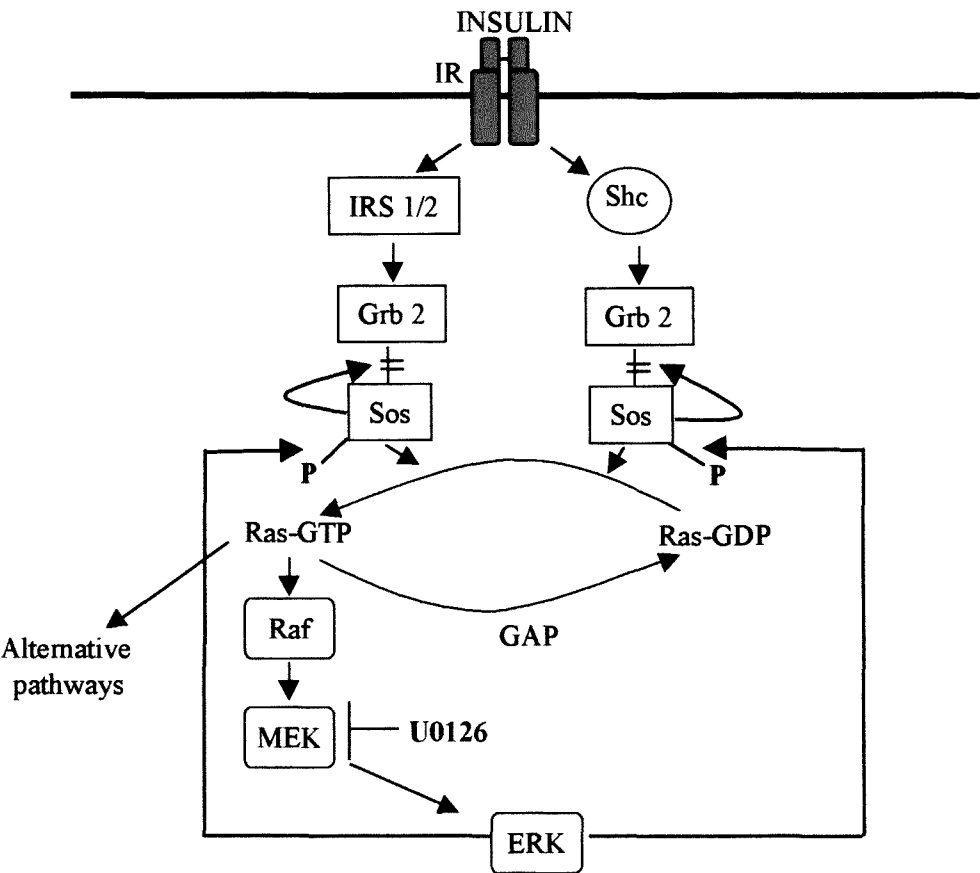 INSULIN
IR
IRS 1/2
Shc
Grb 2
Grb 2
Sos
Sos
P
P
Ras-GTP
Ras-GDP
Raf
GAP
Alternative
pathways
MEK
U0126
ERK